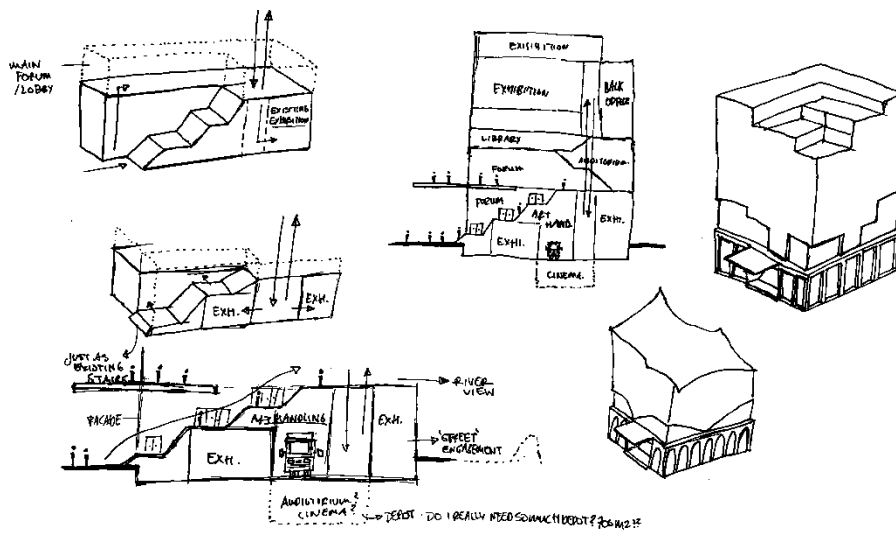 MAIN
FORUM
/LOBBY
EXISTING
EXHIBITION
EXISIBITION
EXHIBITION
BACK
OFFICE
LIBRARY
AUDITORIUM
FORUM
FORUM
ART
HAND.
EXH.
EXHI.
CINEMA.
EXH.
EXH.
JUST AS
EXISTING
STAIRS
FACADE
ART HANDLING
EXH.
EXH.
RIVER
VIEW
'STREET'
ENGAGEMENT
AUDITORIUM?
CINEMA?
DEPOT - DO I REALLY NEED SO MUCH DEPOT?